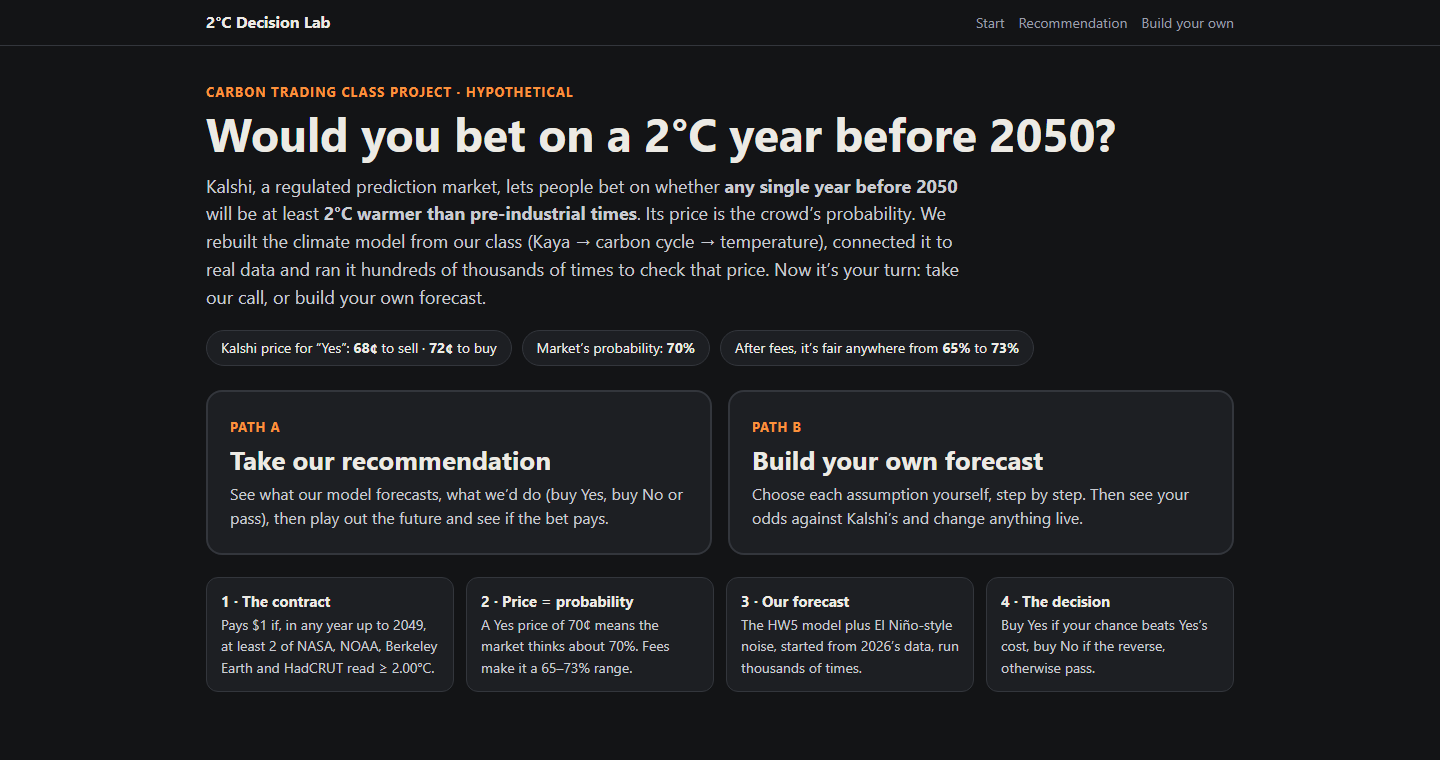 2°C Decision Lab
Start Recommendation Build your own
CARBON TRADING CLASS PROJECT · HYPOTHETICAL
Would you bet on a 2°C year before 2050?
Kalshi, a regulated prediction market, lets people bet on whether any single year before 2050
will be at least 2°C warmer than pre-industrial times. Its price is the crowd’s probability. We
rebuilt the climate model from our class (Kaya → carbon cycle → temperature), connected it to
real data and ran it hundreds of thousands of times to check that price. Now it’s your turn: take
our call, or build your own forecast.
Kalshi price for “Yes”: 68¢ to sell · 72¢ to buy
Market’s probability: 70%
After fees, it’s fair anywhere from 65% to 73%
PATH A
Take our recommendation
See what our model forecasts, what we’d do (buy Yes, buy No or
pass), then play out the future and see if the bet pays.
PATH B
Build your own forecast
Choose each assumption yourself, step by step. Then see your
odds against Kalshi’s and change anything live.
1 · The contract
Pays $1 if, in any year up to 2049,
at least 2 of NASA, NOAA, Berkeley
Earth and HadCRUT read ≥ 2.00°C.
2 · Price = probability
A Yes price of 70¢ means the
market thinks about 70%. Fees
make it a 65–73% range.
3 · Our forecast
The HW5 model plus El Niño-style
noise, started from 2026’s data, run
thousands of times.
4 · The decision
Buy Yes if your chance beats Yes’s
cost, buy No if the reverse,
otherwise pass.